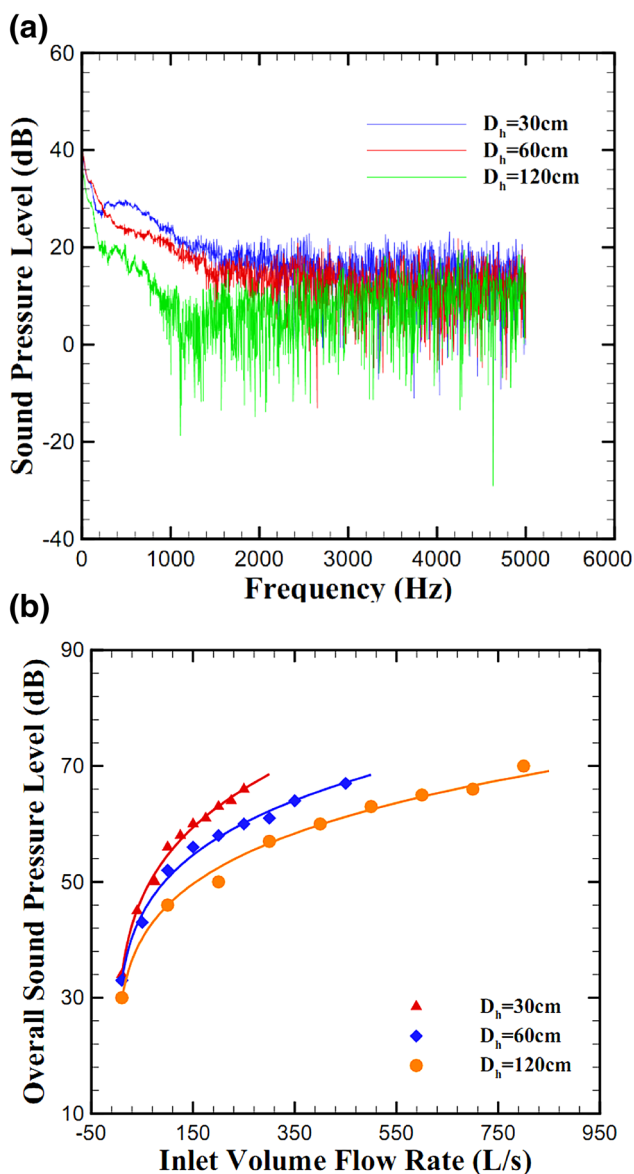 (a)
60
40
20
0
-20
-40
Sound Pressure Level (dB)
D_h=30cm
D_h=60cm
D_h=120cm
0 1000 2000 3000 4000 5000 6000
Frequency (Hz)
(b)
90
70
50
30
10
Overall Sound Pressure Level (dB)
D_h=30cm
D_h=60cm
D_h=120cm
-50 150 350 550 750 950
Inlet Volume Flow Rate (L/s)